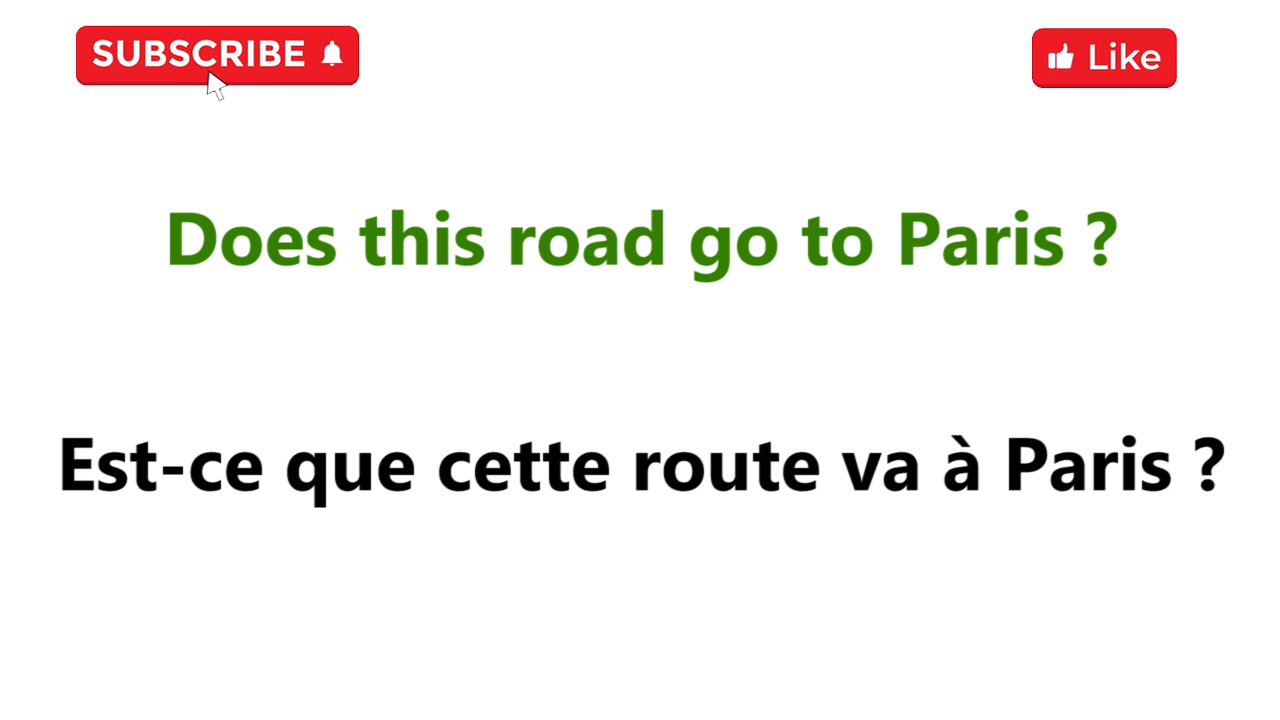 SUBSCRIBE
Like
Does this road go to Paris ?
Est-ce que cette route va à Paris ?